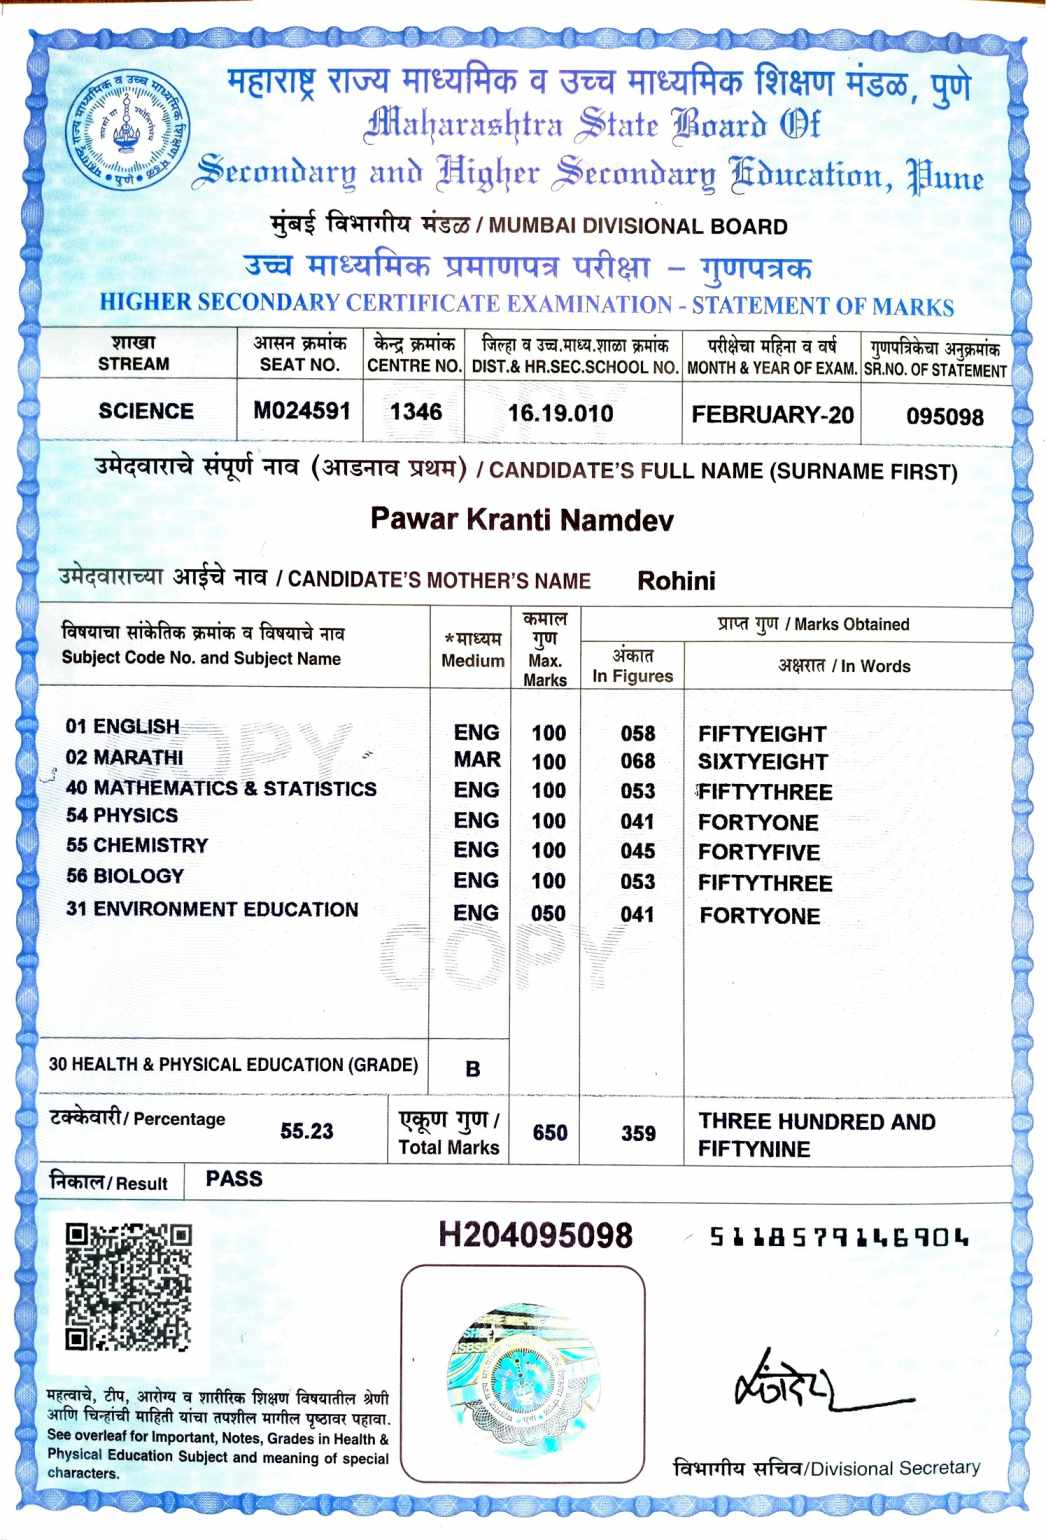 महाराष्ट्र राज्य माध्यमिक व उच्च माध्यमिक शिक्षण मंडळ, पुणे
Maharashtra State Board Of
Secondary and Higher Secondary Education, Pune
मुंबई विभागीय मंडळ / MUMBAI DIVISIONAL BOARD
उच्च माध्यमिक प्रमाणपत्र परीक्षा – गुणपत्रक
HIGHER SECONDARY CERTIFICATE EXAMINATION - STATEMENT OF MARKS
शाखा आसन क्रमांक केन्द्र क्रमांक जिल्हा व उच्च.माध्य.शाळा क्रमांक परीक्षेचा महिना व वर्ष गुणपत्रिकेचा अनुक्रमांक
STREAM SEAT NO. CENTRE NO. DIST.& HR.SEC.SCHOOL NO. MONTH & YEAR OF EXAM. SR.NO. OF STATEMENT
SCIENCE M024591 1346 16.19.010 FEBRUARY-20 095098
उमेदवाराचे संपूर्ण नाव (आडनाव प्रथम) / CANDIDATE'S FULL NAME (SURNAME FIRST)
Pawar Kranti Namdev
उमेदवाराच्या आईचे नाव / CANDIDATE'S MOTHER'S NAME Rohini
विषयाचा सांकेतिक क्रमांक व विषयाचे नाव *माध्यम कमाल गुण प्राप्त गुण / Marks Obtained
Subject Code No. and Subject Name Medium Max. Marks अंकात In Figures अक्षरात / In Words
01 ENGLISH ENG 100 058 FIFTYEIGHT
02 MARATHI MAR 100 068 SIXTYEIGHT
40 MATHEMATICS & STATISTICS ENG 100 053 FIFTYTHREE
54 PHYSICS ENG 100 041 FORTYONE
55 CHEMISTRY ENG 100 045 FORTYFIVE
56 BIOLOGY ENG 100 053 FIFTYTHREE
31 ENVIRONMENT EDUCATION ENG 050 041 FORTYONE
COPY
COPY
30 HEALTH & PHYSICAL EDUCATION (GRADE) B
टक्केवारी/ Percentage 55.23 एकूण गुण / Total Marks 650 359 THREE HUNDRED AND
FIFTYNINE
निकाल/ Result PASS
H204095098 5118579146904
महत्वाचे, टीप, आरोग्य व शारीरिक शिक्षण विषयातील श्रेणी
आणि चिन्हांची माहिती यांचा तपशील मागील पृष्ठावर पहावा.
See overleaf for Important, Notes, Grades in Health &
Physical Education Subject and meaning of special
characters.
विभागीय सचिव/Divisional Secretary